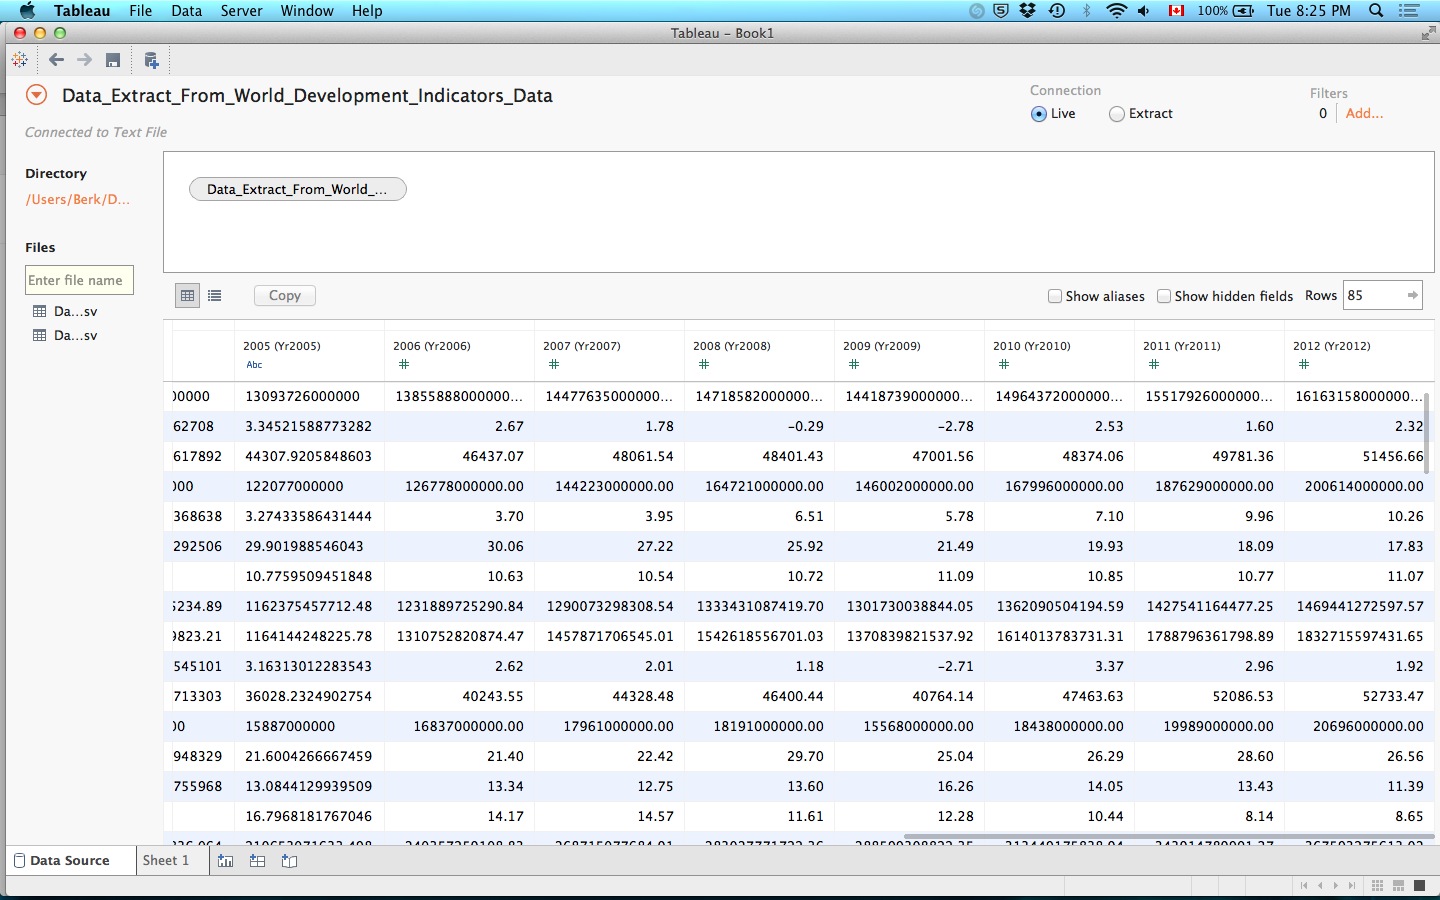 Tableau File Data Server Window Help 100% Tue 8:25 PM
Tableau - Book1
Data_Extract_From_World_Development_Indicators_Data
Connection
Live Extract
Filters
0 Add...
Connected to Text File
Directory
/Users/Berk/D...
Files
Enter file name
Da...sv
Da...sv
Data_Extract_From_World_...
Copy Show aliases Show hidden fields Rows 85
2005 (Yr2005) 2006 (Yr2006) 2007 (Yr2007) 2008 (Yr2008) 2009 (Yr2009) 2010 (Yr2010) 2011 (Yr2011) 2012 (Yr2012)
Abc # # # # # # #
00000 13093726000000 13855888000000... 14477635000000... 14718582000000... 14418739000000... 14964372000000... 15517926000000... 16163158000000...
62708 3.34521588773282 2.67 1.78 -0.29 -2.78 2.53 1.60 2.32
617892 44307.9205848603 46437.07 48061.54 48401.43 47001.56 48374.06 49781.36 51456.66
000 122077000000 126778000000.00 144223000000.00 164721000000.00 146002000000.00 167996000000.00 187629000000.00 200614000000.00
368638 3.27433586431444 3.70 3.95 6.51 5.78 7.10 9.96 10.26
292506 29.901988546043 30.06 27.22 25.92 21.49 19.93 18.09 17.83
10.7759509451848 10.63 10.54 10.72 11.09 10.85 10.77 11.07
5234.89 1162375457712.48 1231889725290.84 1290073298308.54 1333431087419.70 1301730038844.05 1362090504194.59 1427541164477.25 1469441272597.57
9823.21 1164144248225.78 1310752820874.47 1457871706545.01 1542618556701.03 1370839821537.92 1614013783731.31 1788796361798.89 1832715597431.65
545101 3.16313012283543 2.62 2.01 1.18 -2.71 3.37 2.96 1.92
713303 36028.2324902754 40243.55 44328.48 46400.44 40764.14 47463.63 52086.53 52733.47
00 15887000000 16837000000.00 17961000000.00 18191000000.00 15568000000.00 18438000000.00 19989000000.00 20696000000.00
948329 21.6004266667459 21.40 22.42 29.70 25.04 26.29 28.60 26.56
755968 13.0844129939509 13.34 12.75 13.60 16.26 14.05 13.43 11.39
16.7968181767046 14.17 14.57 11.61 12.28 10.44 8.14 8.65
Data Source Sheet 1